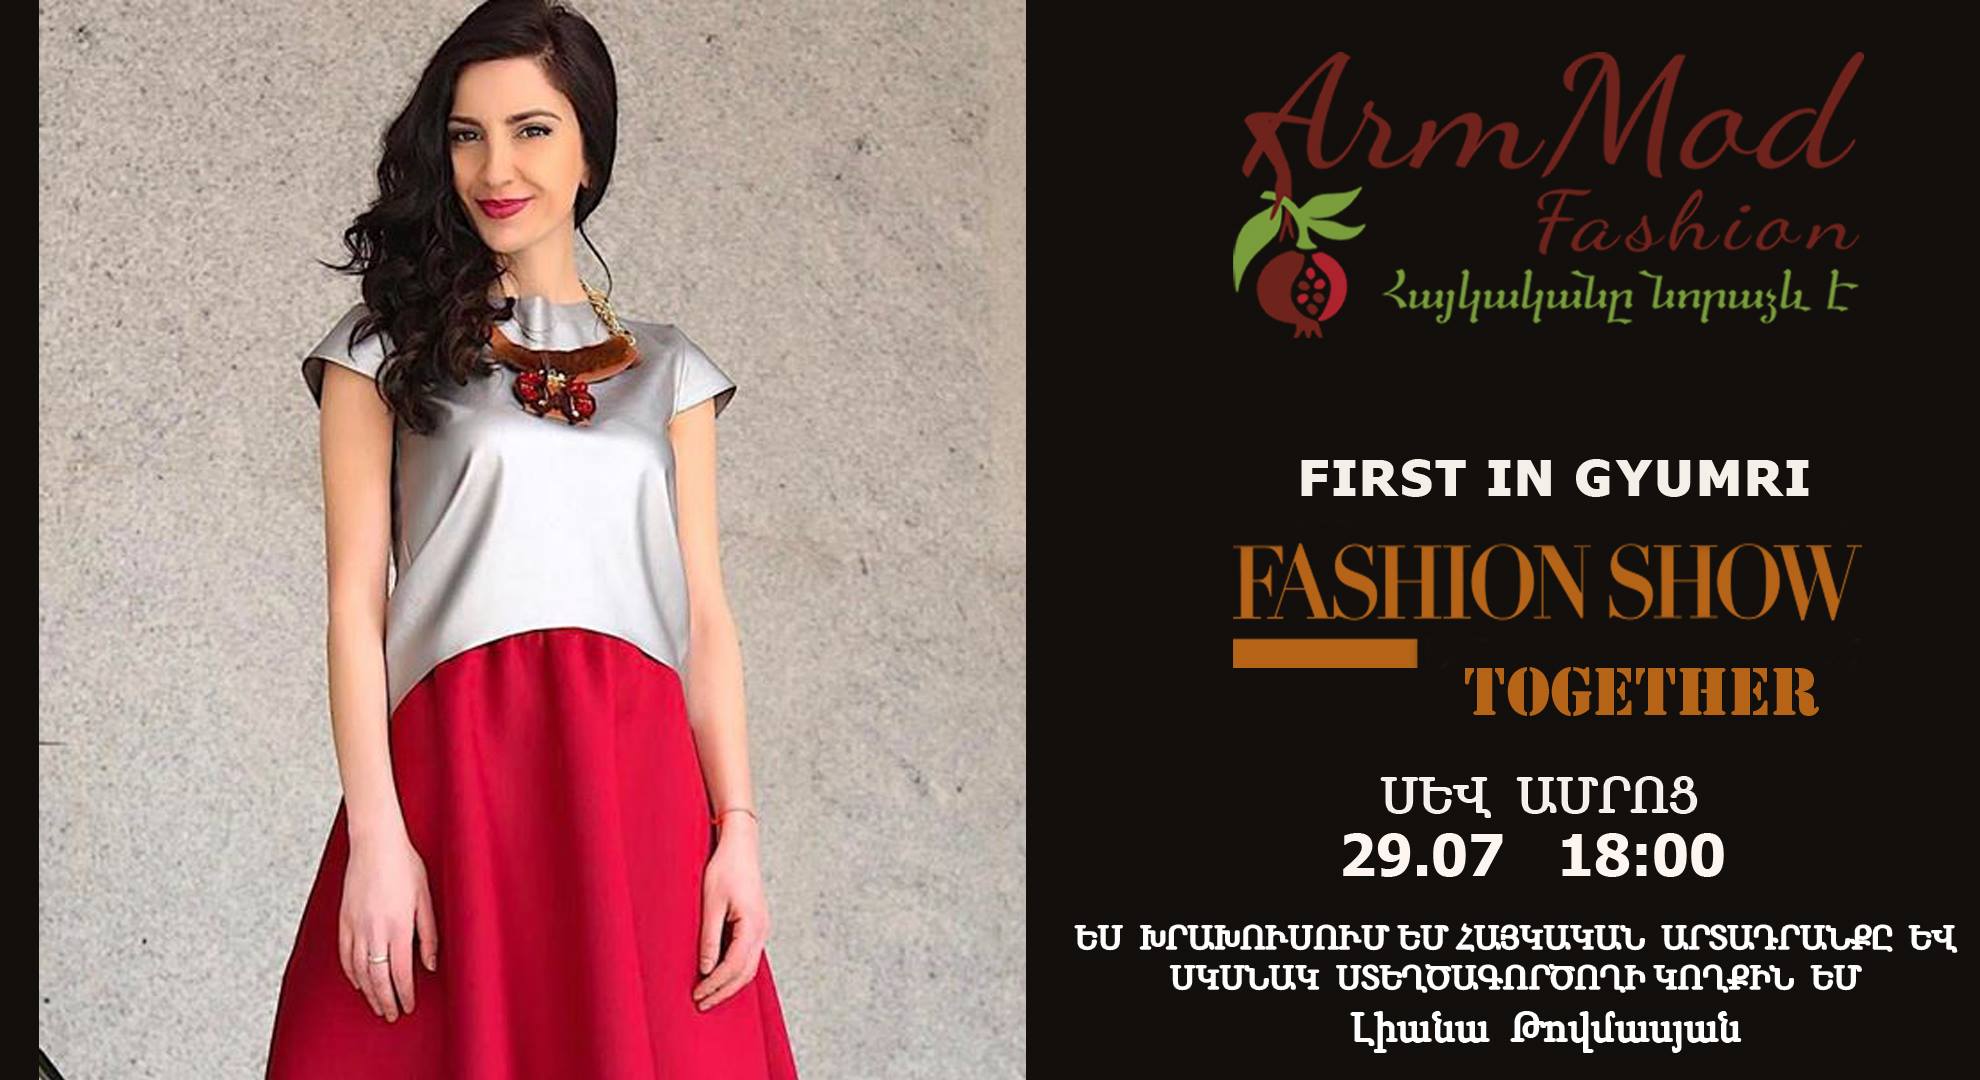 ArmMod
Fashion
Հայկականը նորաշև է
FIRST IN GYUMRI
FASHION SHOW
TOGETHER
ՍԵՎ ԱՄՐՈՑ
29.07 18:00
ԵՍ ԽՐԱԽՈՒՍՈՒՄ ԵՄ ՀԱՅԿԱԿԱՆ ԱՐՏԱԴՐԱՆՔԸ ԵՎ
ՍԿՍՆԱԿ ՍՏԵՂԾԱԳՈՐԾՈՂԻ ԿՈՂՔԻՆ ԵՄ
Լիանա Թովմասյան